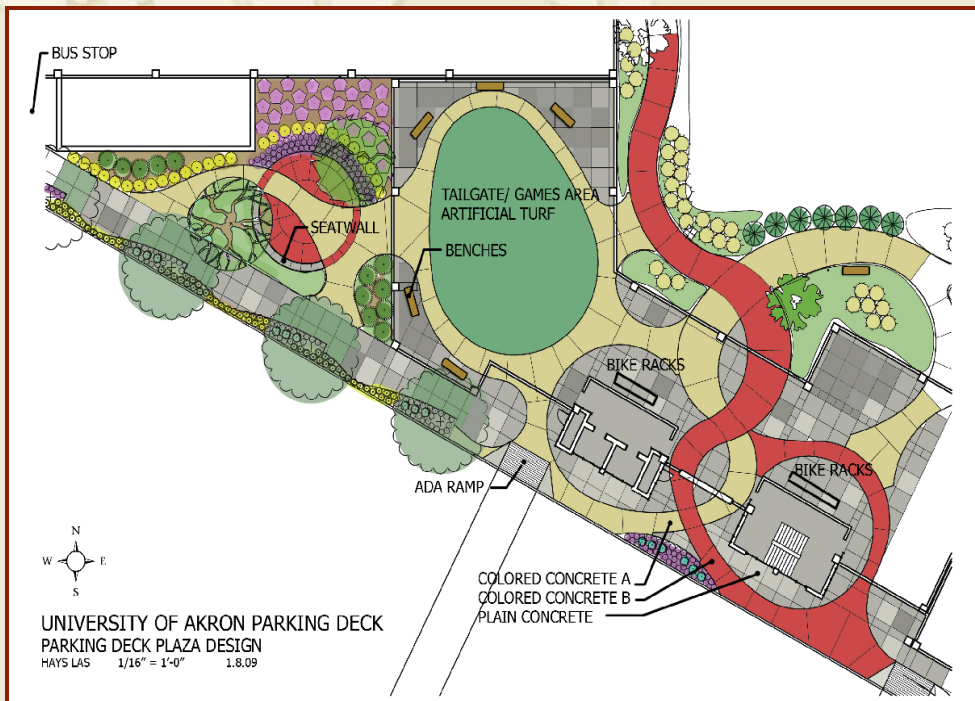 BUS STOP
TAILGATE/ GAMES AREA
ARTIFICIAL TURF
SEATWALL
BENCHES
BIKE RACKS
BIKE RACKS
ADA RAMP
COLORED CONCRETE A
COLORED CONCRETE B
PLAIN CONCRETE
N
W E
S
UNIVERSITY OF AKRON PARKING DECK
PARKING DECK PLAZA DESIGN
HAYS LAS 1/16" = 1'-0" 1.8.09